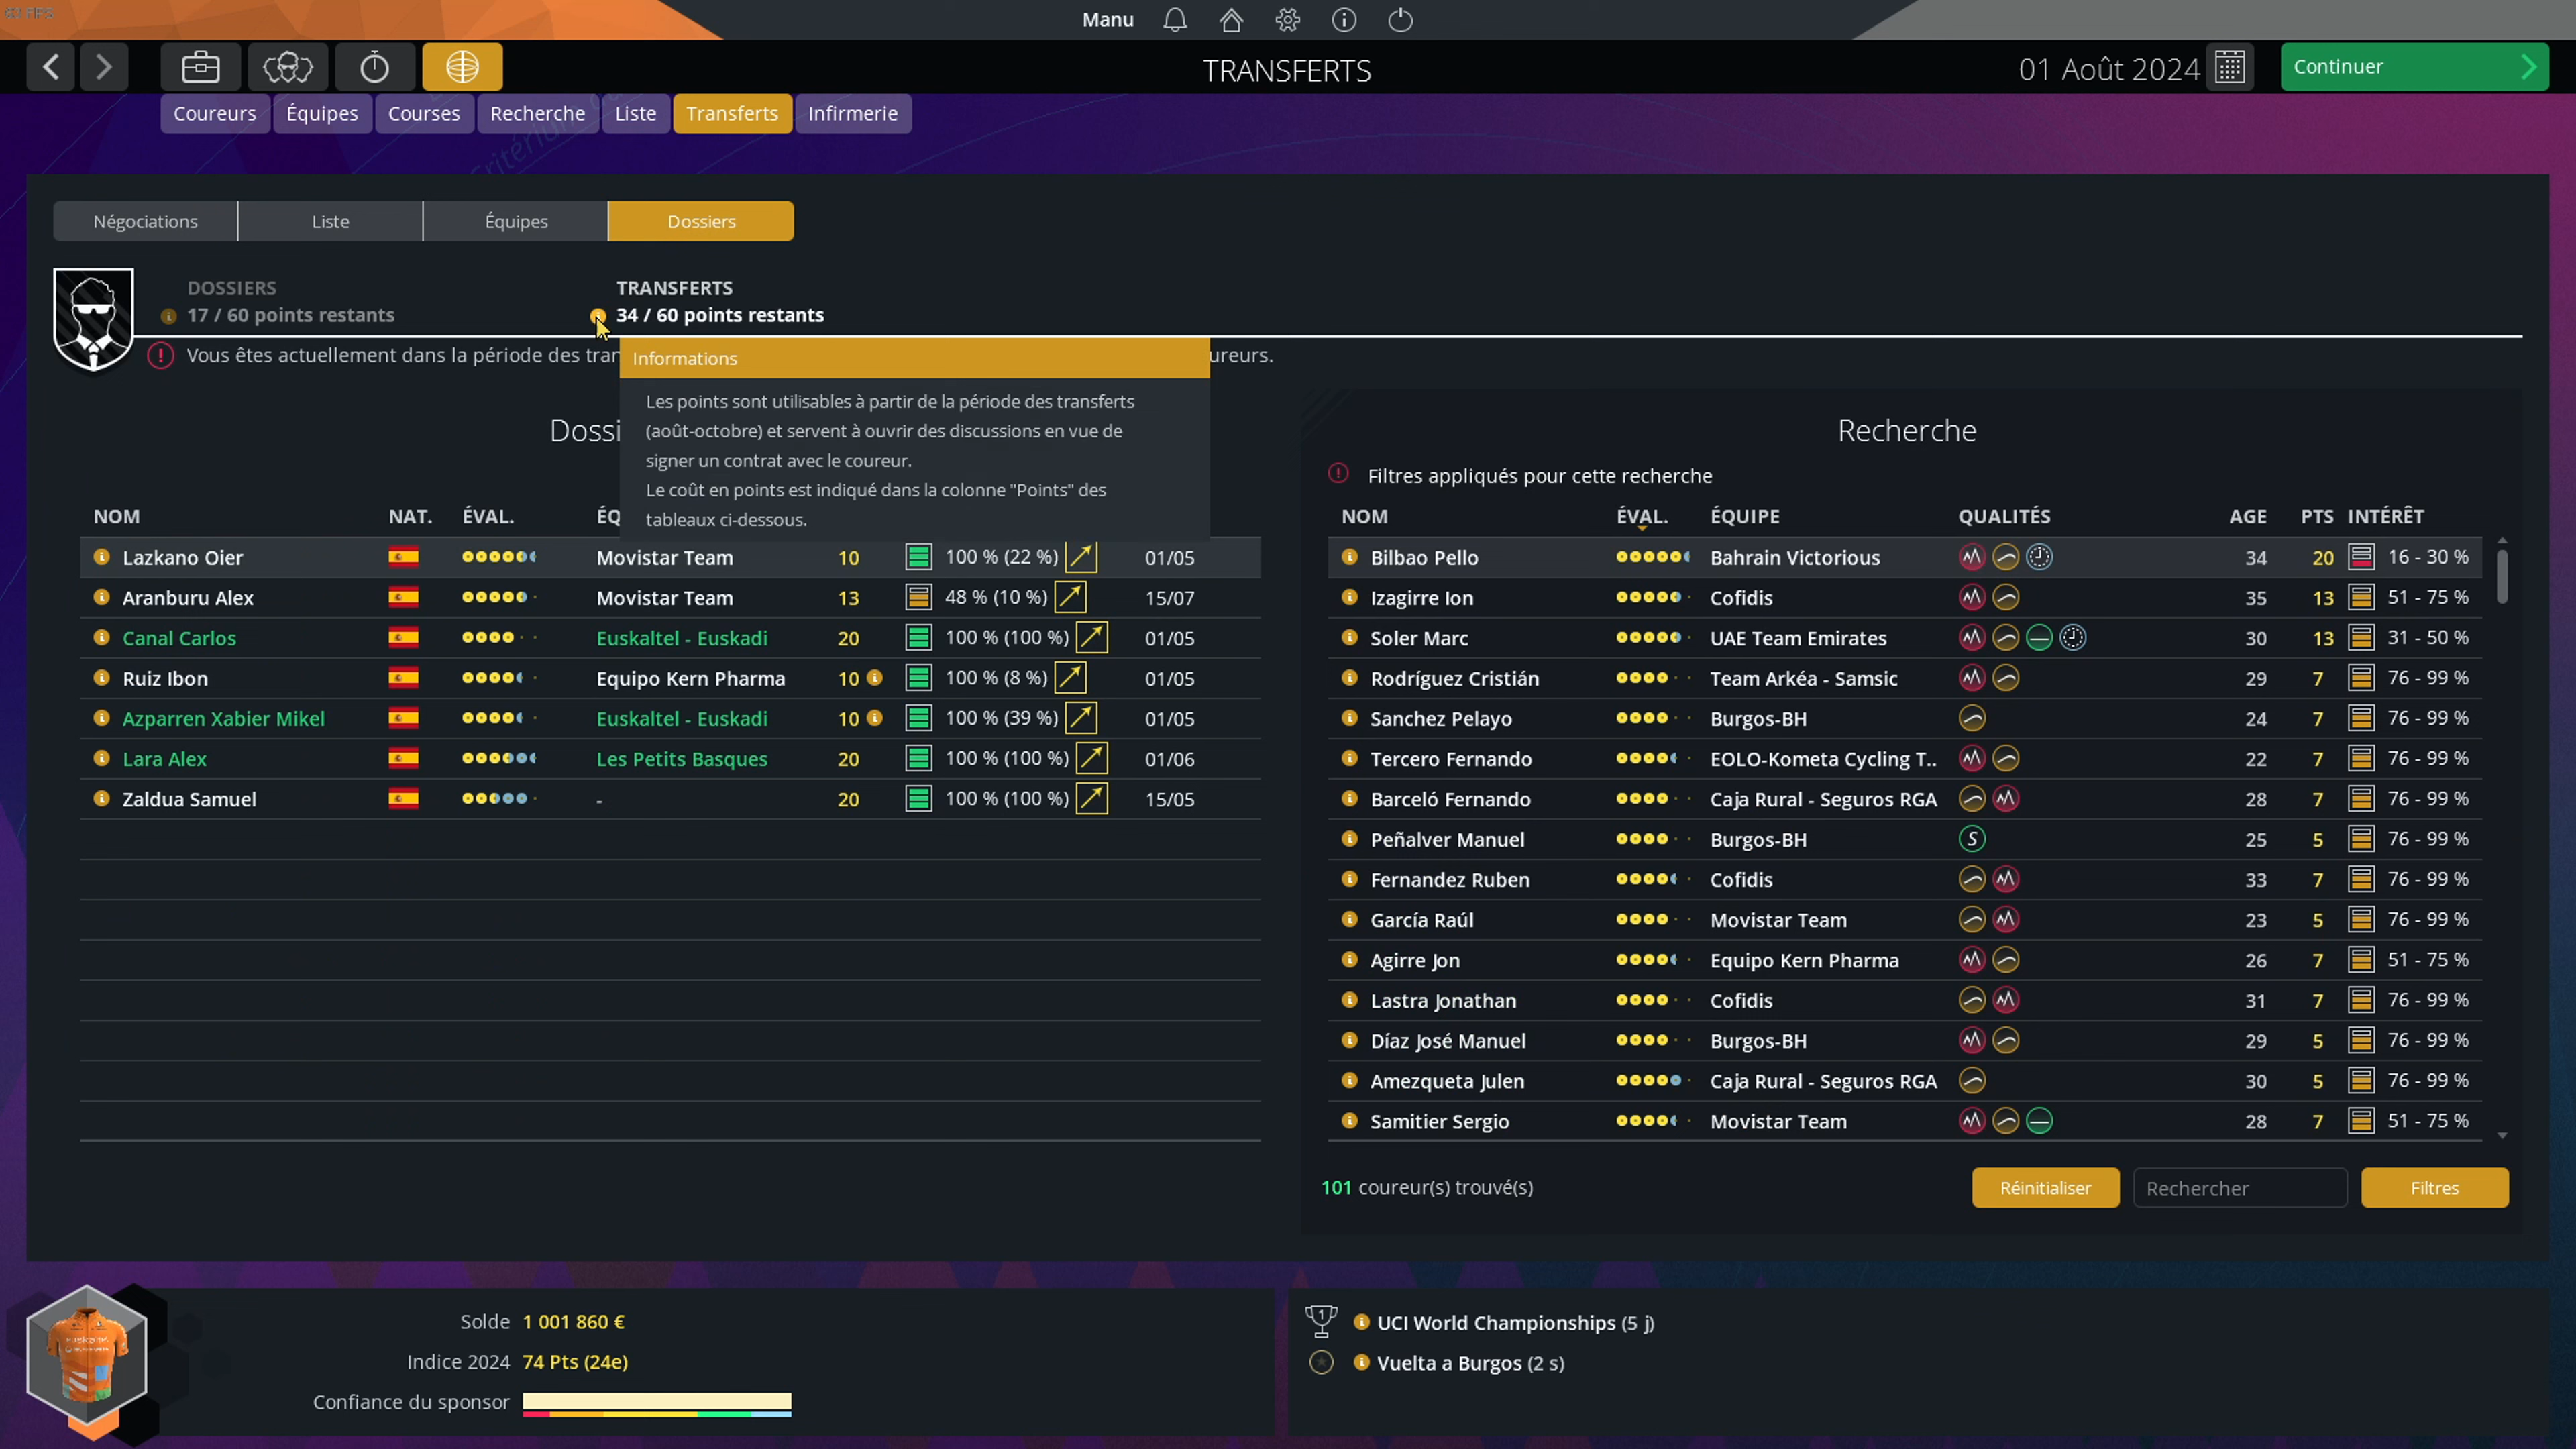 Manu
TRANSFERTS
01 Août 2024
Continuer
Coureurs
Équipes
Courses
Recherche
Liste
Transferts
Infirmerie
Négociations
Liste
Équipes
Dossiers
DOSSIERS
17 / 60 points restants
TRANSFERTS
34 / 60 points restants
Vous êtes actuellement dans la période des tran
ureurs.
Informations
Les points sont utilisables à partir de la période des transferts
(août-octobre) et servent à ouvrir des discussions en vue de
signer un contrat avec le coureur.
Le coût en points est indiqué dans la colonne "Points" des
tableaux ci-dessous.
Dossi
NOM NAT. ÉVAL. ÉQ
Lazkano Oier Movistar Team 10 100 % (22 %) 01/05
Aranburu Alex Movistar Team 13 48 % (10 %) 15/07
Canal Carlos Euskaltel - Euskadi 20 100 % (100 %) 01/05
Ruiz Ibon Equipo Kern Pharma 10 100 % (8 %) 01/05
Azparren Xabier Mikel Euskaltel - Euskadi 10 100 % (39 %) 01/05
Lara Alex Les Petits Basques 20 100 % (100 %) 01/06
Zaldua Samuel - 20 100 % (100 %) 15/05
Recherche
Filtres appliqués pour cette recherche
NOM ÉVAL. ÉQUIPE QUALITÉS AGE PTS INTÉRÊT
Bilbao Pello Bahrain Victorious 34 20 16 - 30 %
Izagirre Ion Cofidis 35 13 51 - 75 %
Soler Marc UAE Team Emirates 30 13 31 - 50 %
Rodríguez Cristián Team Arkéa - Samsic 29 7 76 - 99 %
Sanchez Pelayo Burgos-BH 24 7 76 - 99 %
Tercero Fernando EOLO-Kometa Cycling T.. 22 7 76 - 99 %
Barceló Fernando Caja Rural - Seguros RGA 28 7 76 - 99 %
Peñalver Manuel Burgos-BH S 25 5 76 - 99 %
Fernandez Ruben Cofidis 33 7 76 - 99 %
García Raúl Movistar Team 23 5 76 - 99 %
Agirre Jon Equipo Kern Pharma 26 7 51 - 75 %
Lastra Jonathan Cofidis 31 7 76 - 99 %
Díaz José Manuel Burgos-BH 29 5 76 - 99 %
Amezqueta Julen Caja Rural - Seguros RGA 30 5 76 - 99 %
Samitier Sergio Movistar Team 28 7 51 - 75 %
101 coureur(s) trouvé(s)
Réinitialiser
Rechercher
Filtres
Solde 1 001 860 €
Indice 2024 74 Pts (24e)
Confiance du sponsor
UCI World Championships (5 j)
Vuelta a Burgos (2 s)